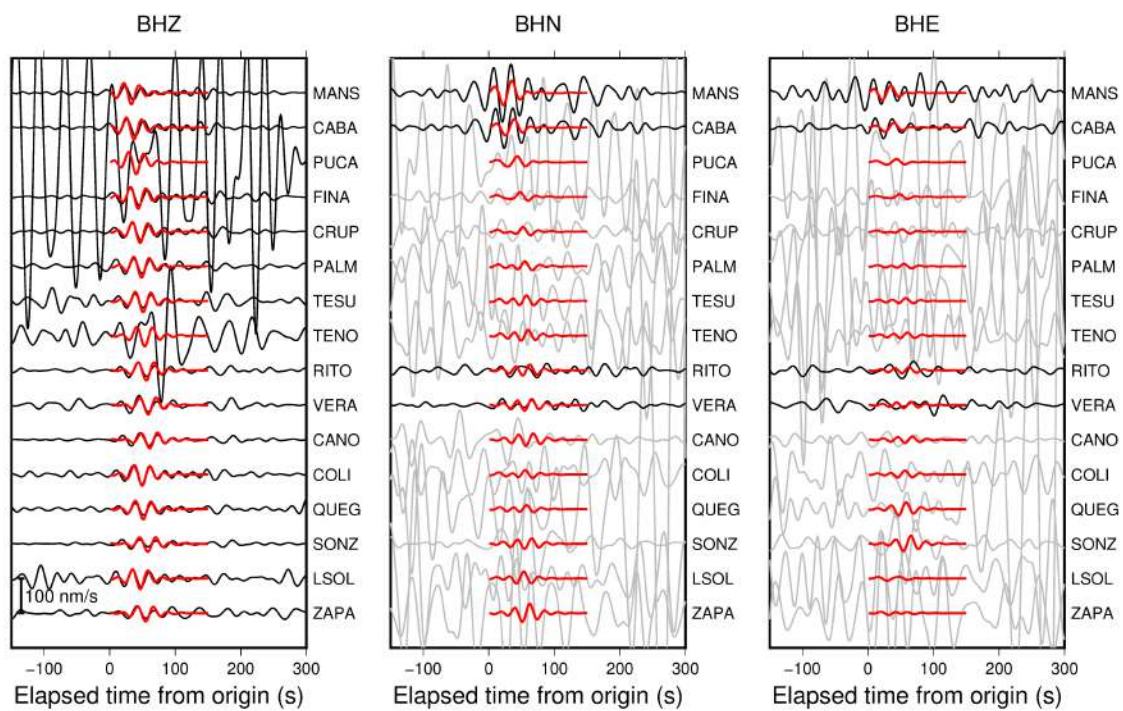 BHZ
BHN
BHE
MANS
CABA
PUCA
FINA
CRUP
PALM
TESU
TENO
RITO
VERA
CANO
COLI
QUEG
SONZ
LSOL
100 nm/s
ZAPA
MANS
CABA
PUCA
FINA
CRUP
PALM
TESU
TENO
RITO
VERA
CANO
COLI
QUEG
SONZ
LSOL
ZAPA
MANS
CABA
PUCA
FINA
CRUP
PALM
TESU
TENO
RITO
VERA
CANO
COLI
QUEG
SONZ
LSOL
ZAPA
−100 0 100 200 300
−100 0 100 200 300
−100 0 100 200 300
Elapsed time from origin (s)
Elapsed time from origin (s)
Elapsed time from origin (s)